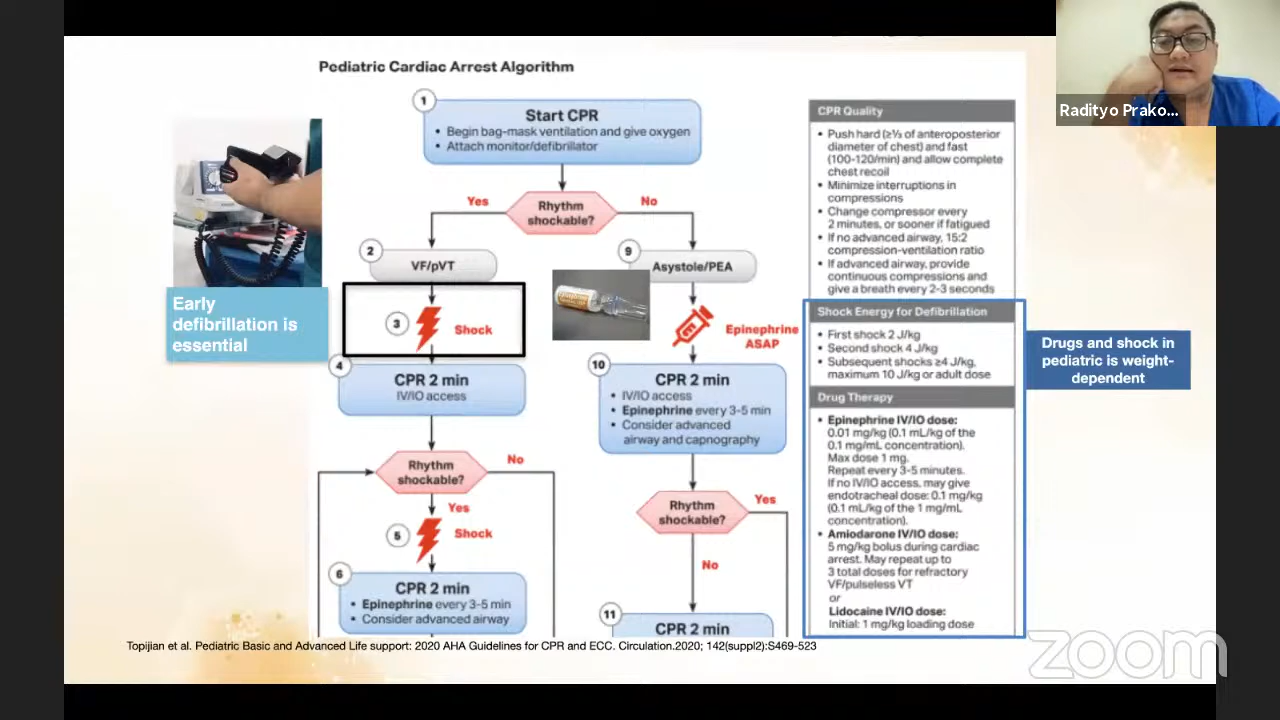 Pediatric Cardiac Arrest Algorithm
1
Start CPR
• Begin bag-mask ventilation and give oxygen
• Attach monitor/defibrillator
Yes
Rhythm
shockable?
No
2
VF/pVT
9
Asystole/PEA
3
Shock
Epinephrine
ASAP
4
CPR 2 min
IV/IO access
10
CPR 2 min
• IV/IO access
• Epinephrine every 3-5 min
• Consider advanced
airway and capnography
Rhythm
shockable?
No
Yes
5
Shock
Rhythm
shockable?
Yes
No
6
CPR 2 min
• Epinephrine every 3-5 min
• Consider advanced airway
11
CPR 2 min
Early
defibrillation is
essential
CPR Quality
• Push hard (≥⅓ of anteroposterior
diameter of chest) and fast
(100-120/min) and allow complete
chest recoil
• Minimize interruptions in
compressions
• Change compressor every
2 minutes, or sooner if fatigued
• If no advanced airway, 15:2
compression-ventilation ratio
• If advanced airway, provide
continuous compressions and
give a breath every 2-3 seconds
Shock Energy for Defibrillation
• First shock 2 J/kg
• Second shock 4 J/kg
• Subsequent shocks ≥4 J/kg,
maximum 10 J/kg or adult dose
Drug Therapy
• Epinephrine IV/IO dose:
0.01 mg/kg (0.1 mL/kg of the
0.1 mg/mL concentration).
Max dose 1 mg.
Repeat every 3-5 minutes.
If no IV/IO access, may give
endotracheal dose: 0.1 mg/kg
(0.1 mL/kg of the 1 mg/mL
concentration).
• Amiodarone IV/IO dose:
5 mg/kg bolus during cardiac
arrest. May repeat up to
3 total doses for refractory
VF/pulseless VT
or
Lidocaine IV/IO dose:
Initial: 1 mg/kg loading dose
Drugs and shock in
pediatric is weight-
dependent
Topijian et al. Pediatric Basic and Advanced Life support: 2020 AHA Guidelines for CPR and ECC. Circulation.2020; 142(suppl2):S469-523
Radityo Prako...
zoom